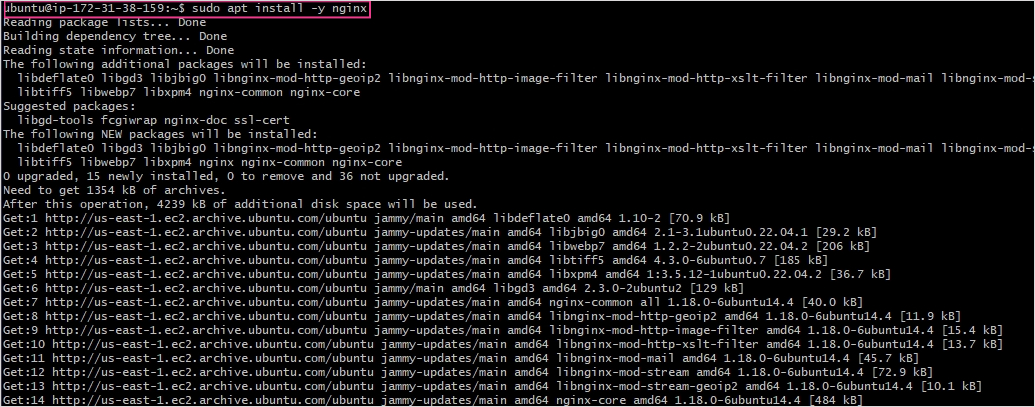 ubuntu@ip-172-31-38-159:~$ sudo apt install -y nginx
Reading package lists... Done
Building dependency tree... Done
Reading state information... Done
The following additional packages will be installed:
libdeflate0 libgd3 libjbig0 libnginx-mod-http-geoip2 libnginx-mod-http-image-filter libnginx-mod-http-xslt-filter libnginx-mod-mail libnginx-mod-s
libtiff5 libwebp7 libxpm4 nginx-common nginx-core
Suggested packages:
libgd-tools fcgiwrap nginx-doc ssl-cert
The following NEW packages will be installed:
libdeflate0 libgd3 libjbig0 libnginx-mod-http-geoip2 libnginx-mod-http-image-filter libnginx-mod-http-xslt-filter libnginx-mod-mail libnginx-mod-s
libtiff5 libwebp7 libxpm4 nginx nginx-common nginx-core
0 upgraded, 15 newly installed, 0 to remove and 36 not upgraded.
Need to get 1354 kB of archives.
After this operation, 4239 kB of additional disk space will be used.
Get:1 http://us-east-1.ec2.archive.ubuntu.com/ubuntu jammy/main amd64 libdeflate0 amd64 1.10-2 [70.9 kB]
Get:2 http://us-east-1.ec2.archive.ubuntu.com/ubuntu jammy-updates/main amd64 libjbig0 amd64 2.1-3.1ubuntu0.22.04.1 [29.2 kB]
Get:3 http://us-east-1.ec2.archive.ubuntu.com/ubuntu jammy-updates/main amd64 libwebp7 amd64 1.2.2-2ubuntu0.22.04.2 [206 kB]
Get:4 http://us-east-1.ec2.archive.ubuntu.com/ubuntu jammy-updates/main amd64 libtiff5 amd64 4.3.0-6ubuntu0.7 [185 kB]
Get:5 http://us-east-1.ec2.archive.ubuntu.com/ubuntu jammy-updates/main amd64 libxpm4 amd64 1:3.5.12-1ubuntu0.22.04.2 [36.7 kB]
Get:6 http://us-east-1.ec2.archive.ubuntu.com/ubuntu jammy/main amd64 libgd3 amd64 2.3.0-2ubuntu2 [129 kB]
Get:7 http://us-east-1.ec2.archive.ubuntu.com/ubuntu jammy-updates/main amd64 nginx-common all 1.18.0-6ubuntu14.4 [40.0 kB]
Get:8 http://us-east-1.ec2.archive.ubuntu.com/ubuntu jammy-updates/main amd64 libnginx-mod-http-geoip2 amd64 1.18.0-6ubuntu14.4 [11.9 kB]
Get:9 http://us-east-1.ec2.archive.ubuntu.com/ubuntu jammy-updates/main amd64 libnginx-mod-http-image-filter amd64 1.18.0-6ubuntu14.4 [15.4 kB]
Get:10 http://us-east-1.ec2.archive.ubuntu.com/ubuntu jammy-updates/main amd64 libnginx-mod-http-xslt-filter amd64 1.18.0-6ubuntu14.4 [13.7 kB]
Get:11 http://us-east-1.ec2.archive.ubuntu.com/ubuntu jammy-updates/main amd64 libnginx-mod-mail amd64 1.18.0-6ubuntu14.4 [45.7 kB]
Get:12 http://us-east-1.ec2.archive.ubuntu.com/ubuntu jammy-updates/main amd64 libnginx-mod-stream amd64 1.18.0-6ubuntu14.4 [72.9 kB]
Get:13 http://us-east-1.ec2.archive.ubuntu.com/ubuntu jammy-updates/main amd64 libnginx-mod-stream-geoip2 amd64 1.18.0-6ubuntu14.4 [10.1 kB]
Get:14 http://us-east-1.ec2.archive.ubuntu.com/ubuntu jammy-updates/main amd64 nginx-core amd64 1.18.0-6ubuntu14.4 [484 kB]